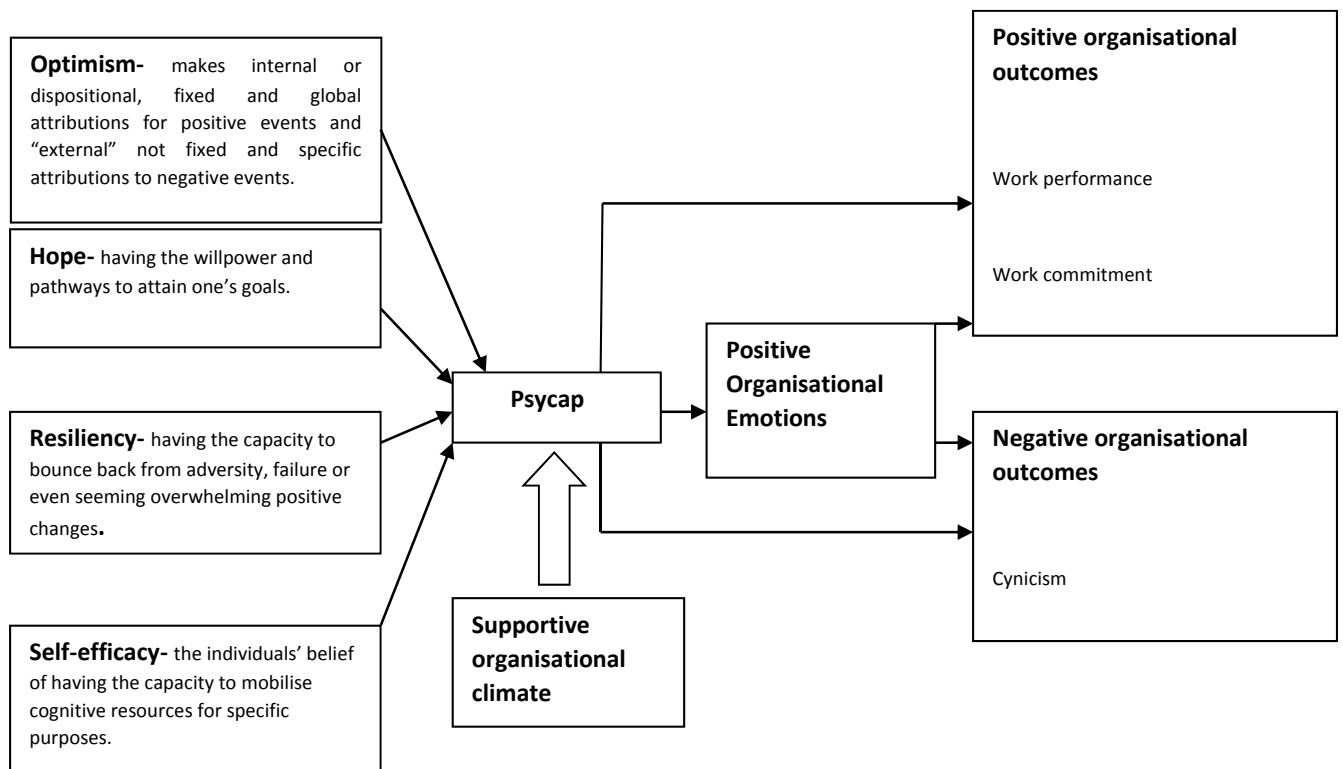 Optimism- makes internal or
dispositional, fixed and global
attributions for positive events and
“external” not fixed and specific
attributions to negative events.
Hope- having the willpower and
pathways to attain one’s goals.
Resiliency- having the capacity to
bounce back from adversity, failure or
even seeming overwhelming positive
changes.
Self-efficacy- the individuals’ belief
of having the capacity to mobilise
cognitive resources for specific
purposes.
Psycap
Supportive
organisational
climate
Positive
Organisational
Emotions
Positive organisational
outcomes
Work performance
Work commitment
Negative organisational
outcomes
Cynicism